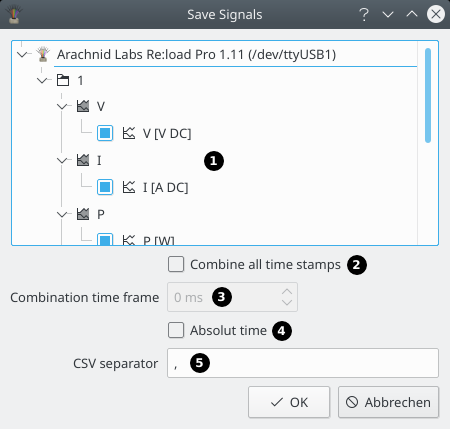 Save Signals
Arachnid Labs Re:load Pro 1.11 (/dev/ttyUSB1)
1
V
V [V DC]
I
1
I [A DC]
P
P [W]
Combine all time stamps 2
Combination time frame 0 ms 3
Absolut time 4
CSV separator , 5
OK Abbrechen